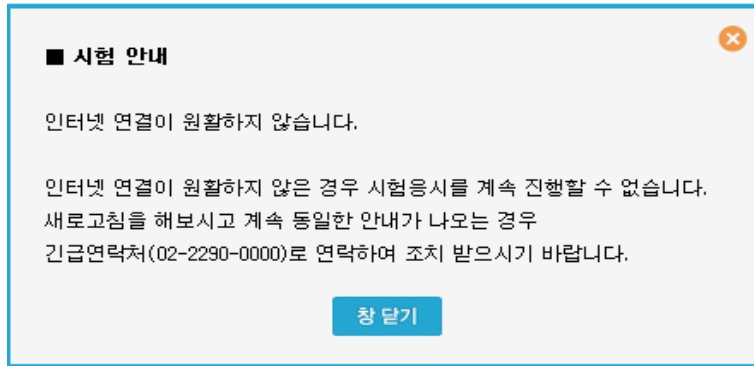 ■ 시험 안내
인터넷 연결이 원활하지 않습니다.
인터넷 연결이 원활하지 않은 경우 시험응시를 계속 진행할 수 없습니다.
새로고침을 해보시고 계속 동일한 안내가 나오는 경우
긴급연락처(02-2290-0000)로 연락하여 조치 받으시기 바랍니다.
창 닫기